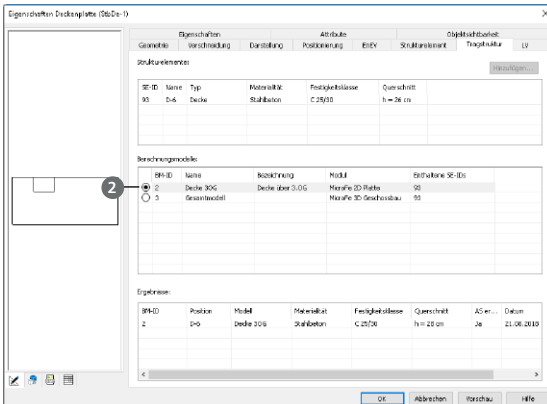 Eigenschaften Deckenplatte (StbDe-1)
Eigenschaften Attribute Objektsichtbarkeit
Geometrie Verschneidung Darstellung Positionierung EnEV Strukturelement Tragstruktur LV
Strukturelemente:
Hinzufügen...
SE-ID Name Typ Materialität Festigkeitsklasse Querschnitt
93 D-6 Decke Stahlbeton C 25/30 h = 26 cm
Berechnungsmodelle:
BM-ID Name Bezeichnung Modul Enthaltene SE-IDs
2
2 Decke 3OG Decke über 3.OG MicroFe 2D Platte 93
3 Gesamtmodell MicroFe 3D Geschossbau 93
Ergebnisse:
BM-ID Position Modell Materialität Festigkeitsklasse Querschnitt AS er... Datum
2 D-6 Decke 3OG Stahlbeton C 25/30 h = 26 cm Ja 21.08.2018
OK Abbrechen Vorschau Hilfe